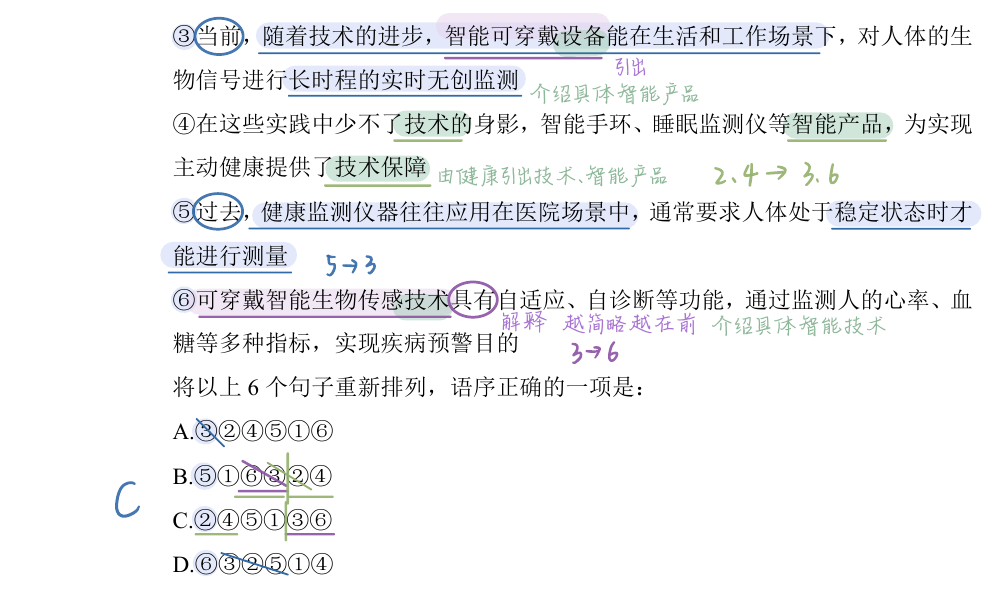 ③当前，随着技术的进步，智能可穿戴设备能在生活和工作场景下，对人体的生
引出
物信号进行长时程的实时无创监测
介绍具体智能产品
④在这些实践中少不了技术的身影，智能手环、睡眠监测仪等智能产品，为实现
主动健康提供了技术保障
由健康引出技术、智能产品 2.4→3.6
⑤过去，健康监测仪器往往应用在医院场景中，通常要求人体处于稳定状态时才
能进行测量
5→3
⑥可穿戴智能生物传感技术具有自适应、自诊断等功能，通过监测人的心率、血
解释 越简略越在前 介绍具体智能技术
糖等多种指标，实现疾病预警目的
3→6
将以上 6 个句子重新排列，语序正确的一项是：
A.③②④⑤①⑥
B.⑤①⑥③②④
C
C.②④⑤①③⑥
D.⑥③②⑤①④